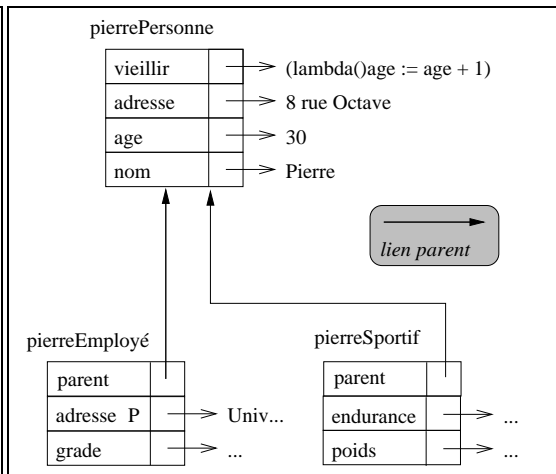 pierrePersonne
vieillir (lambda()age := age + 1)
adresse 8 rue Octave
age 30
nom Pierre
lien parent
pierreEmployé
parent
adresse P Univ...
grade ...
pierreSportif
parent
endurance ...
poids ...